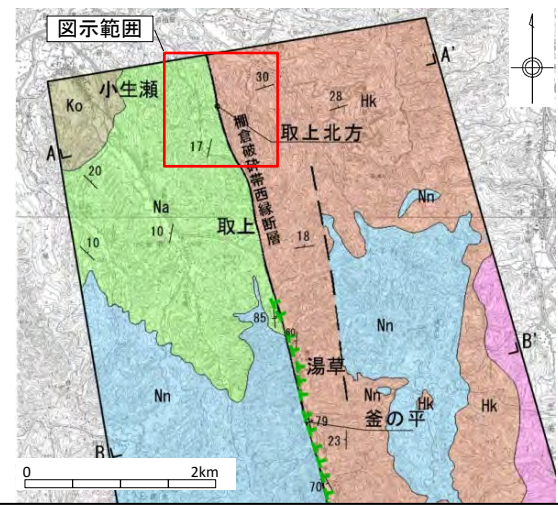 図示範囲
小生瀬
Ko
30
28
Hk
A'
取上北方
17
A
20
棚倉破砕帯西縁断層
Na
10
取上
18
Nn
10
Nn
85
60
湯草
B'
Nn
Nn
Hk
Hk
釜の平
79
23
B
70
0 2km